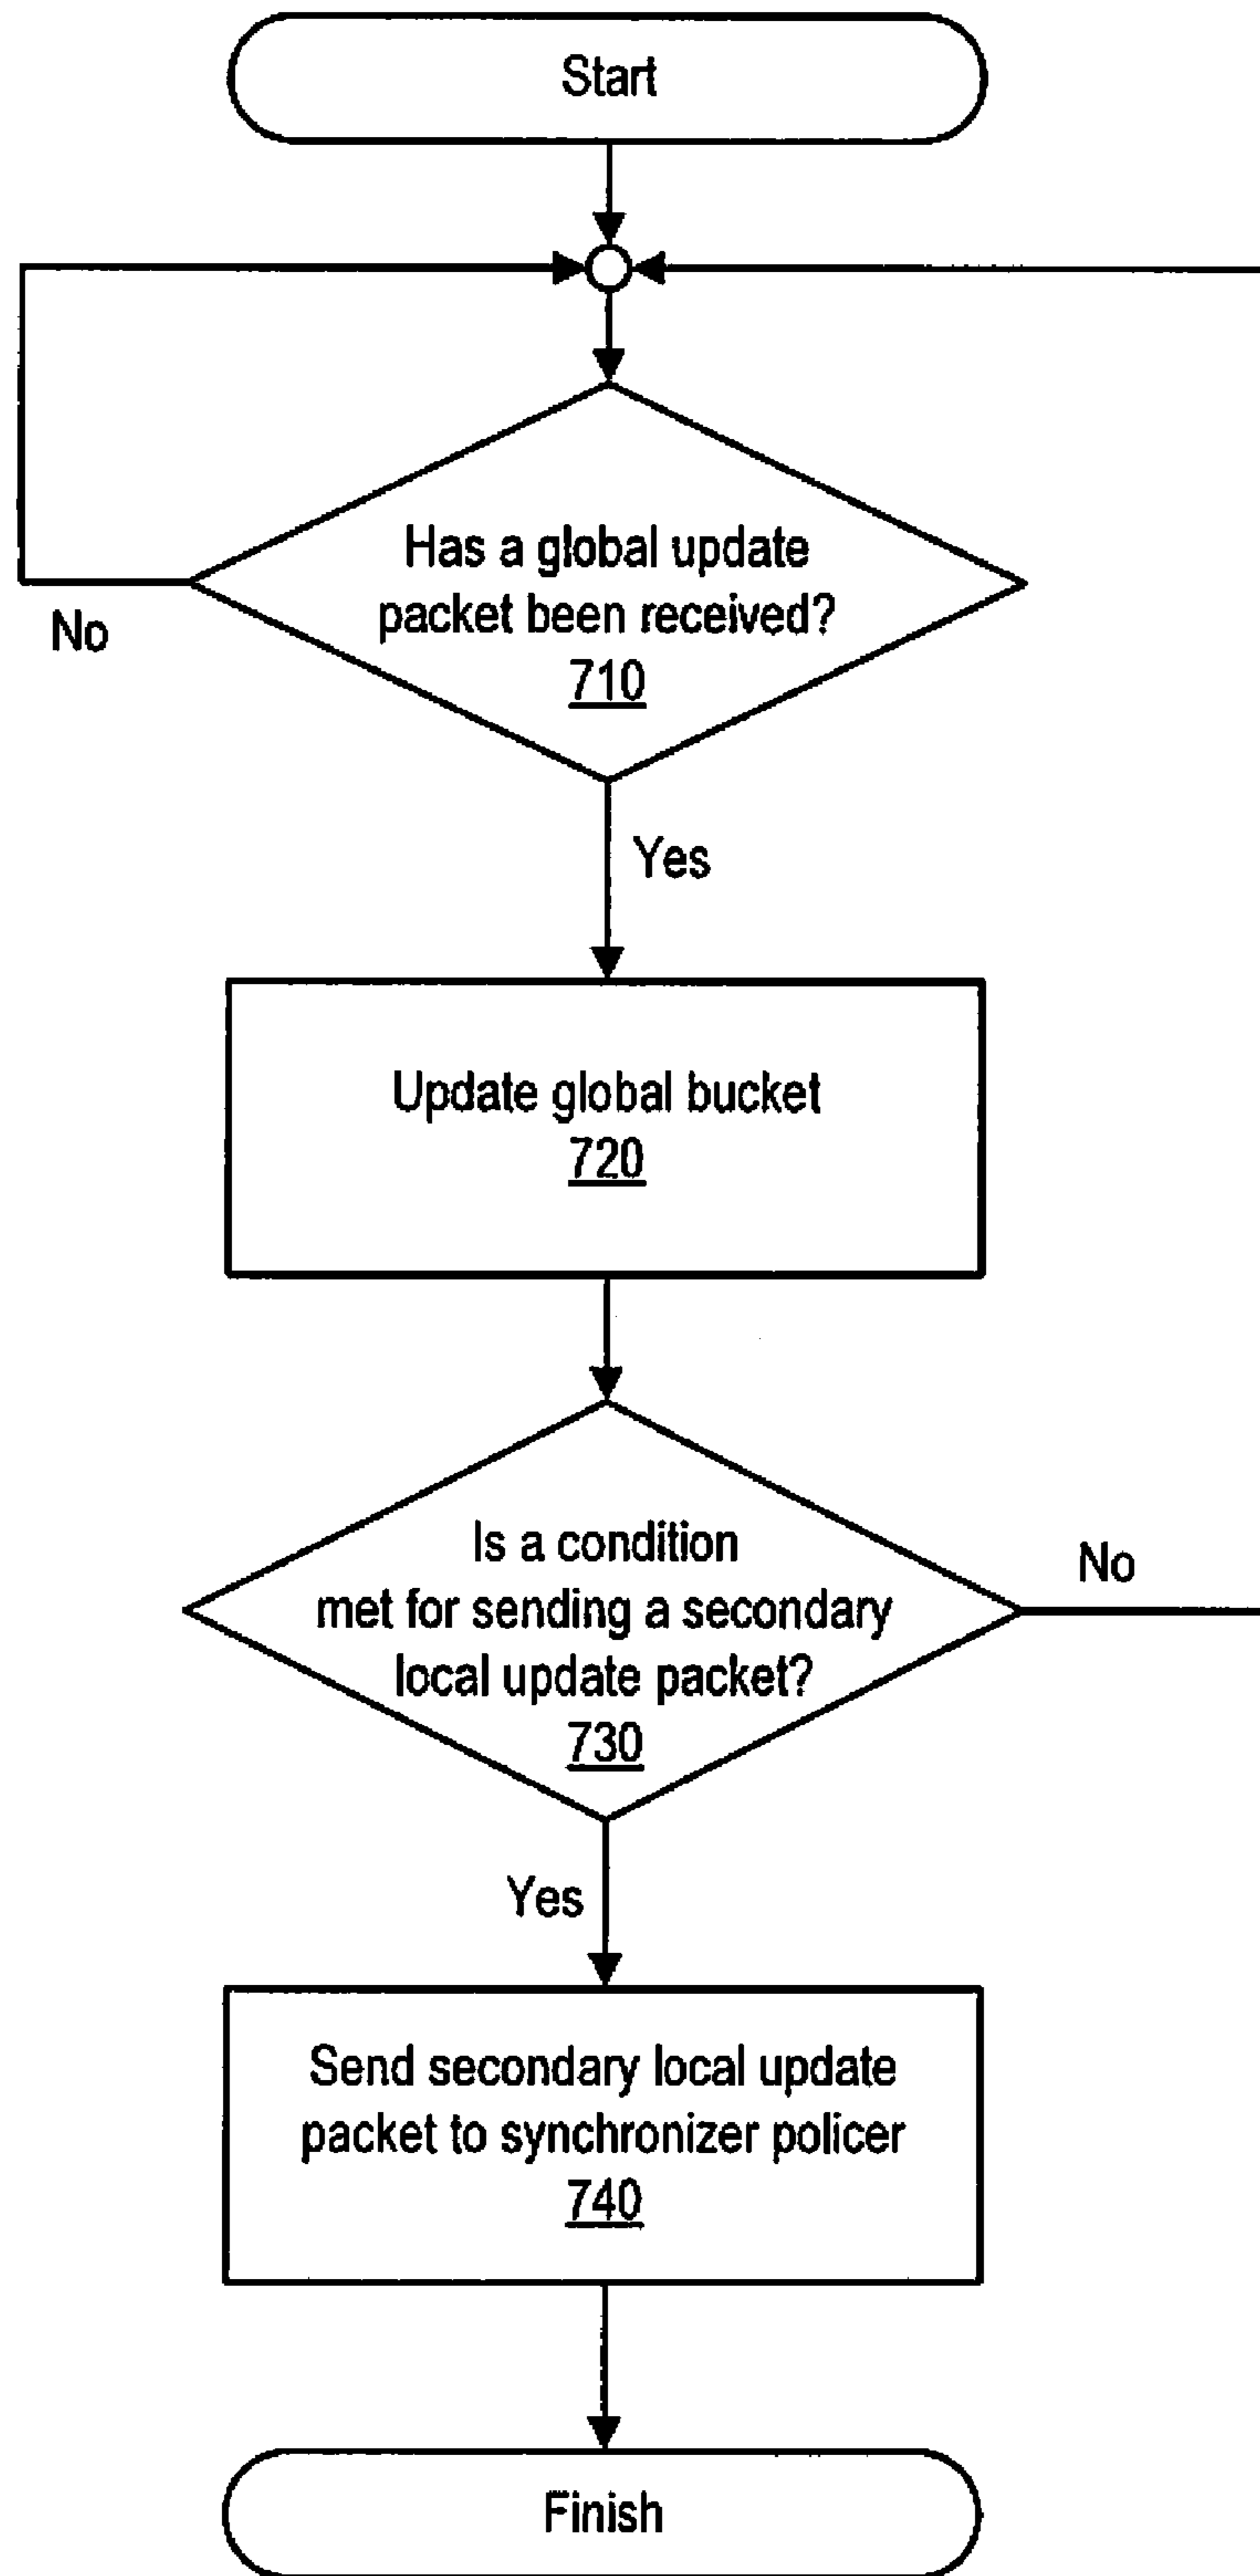 Start
Has a global update
packet been received?
710
No
Yes
Update global bucket
720
Is a condition
met for sending a secondary
local update packet?
730
No
Yes
Send secondary local update
packet to synchronizer policer
740
Finish